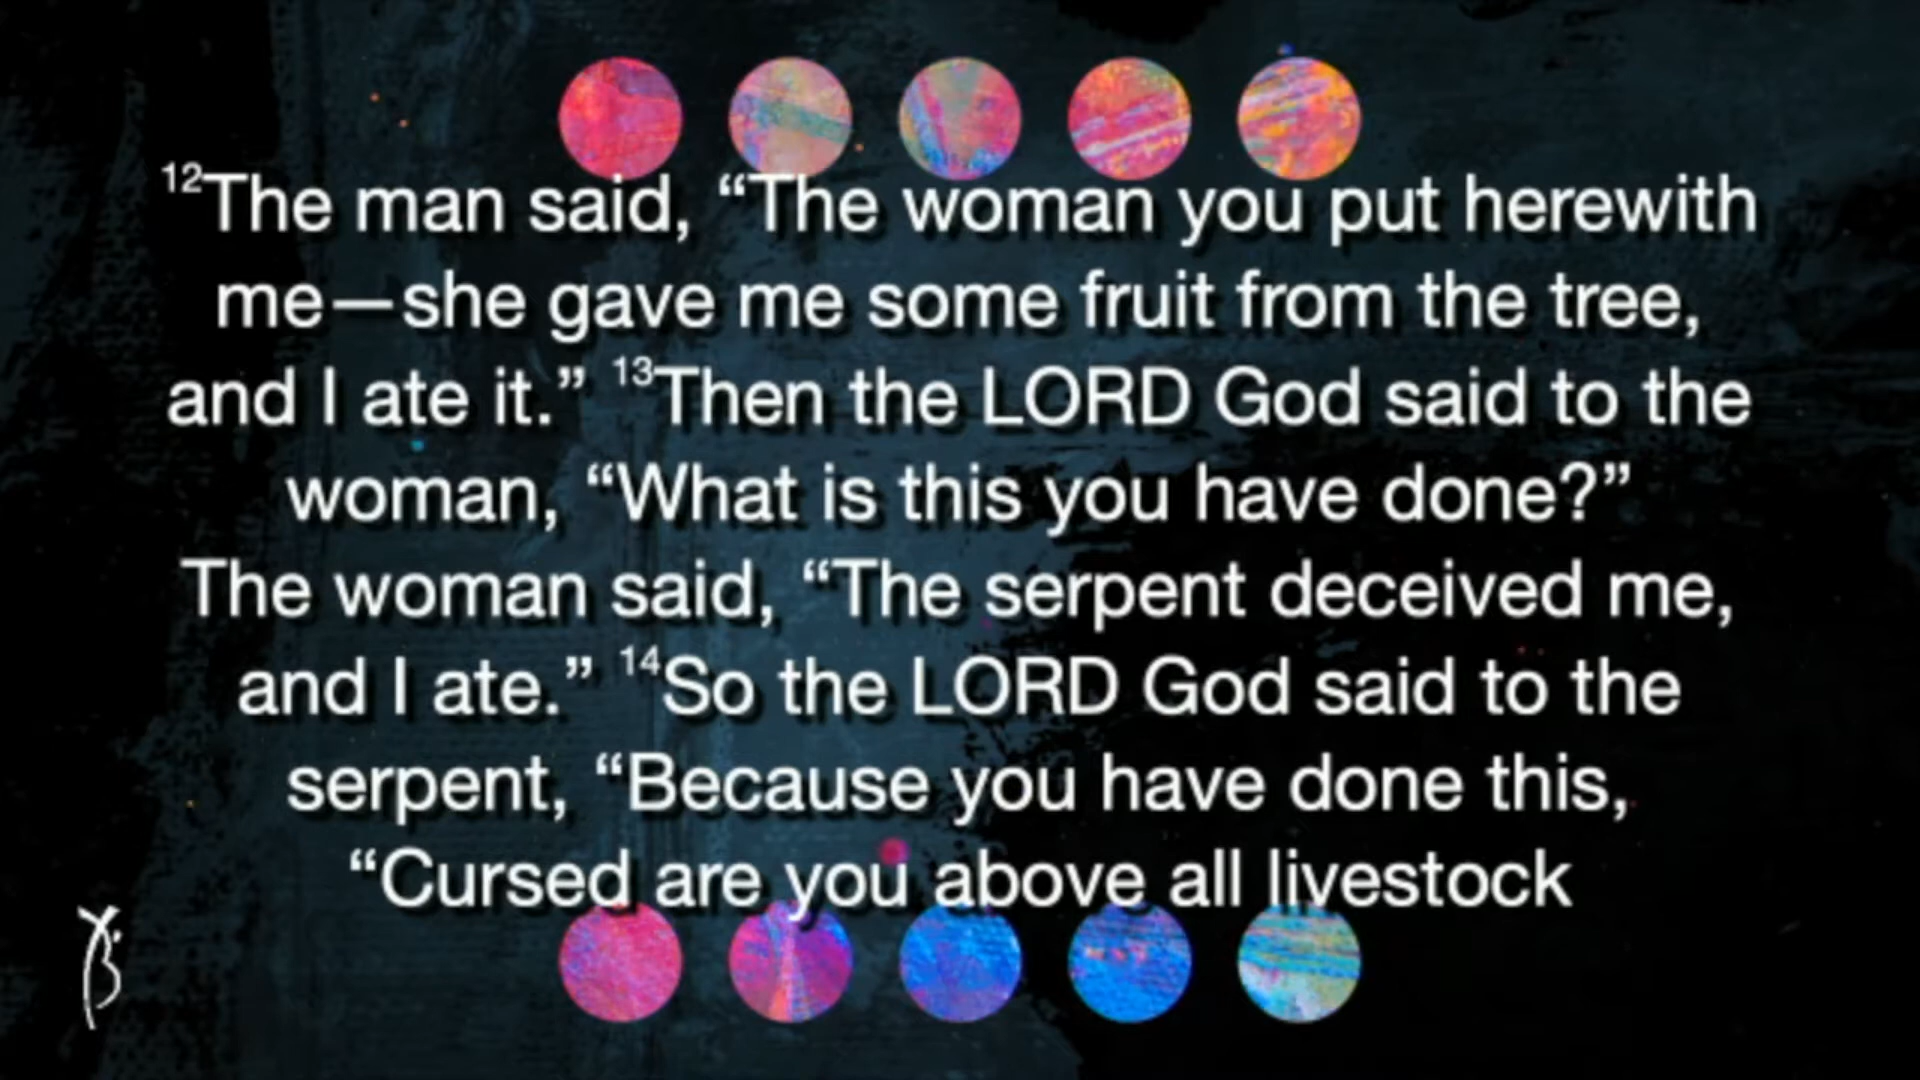 12The man said, “The woman you put herewith
me—she gave me some fruit from the tree,
and I ate it.” 13Then the LORD God said to the
woman, “What is this you have done?”
The woman said, “The serpent deceived me,
and I ate.” 14So the LORD God said to the
serpent, “Because you have done this,
“Cursed are you above all livestock